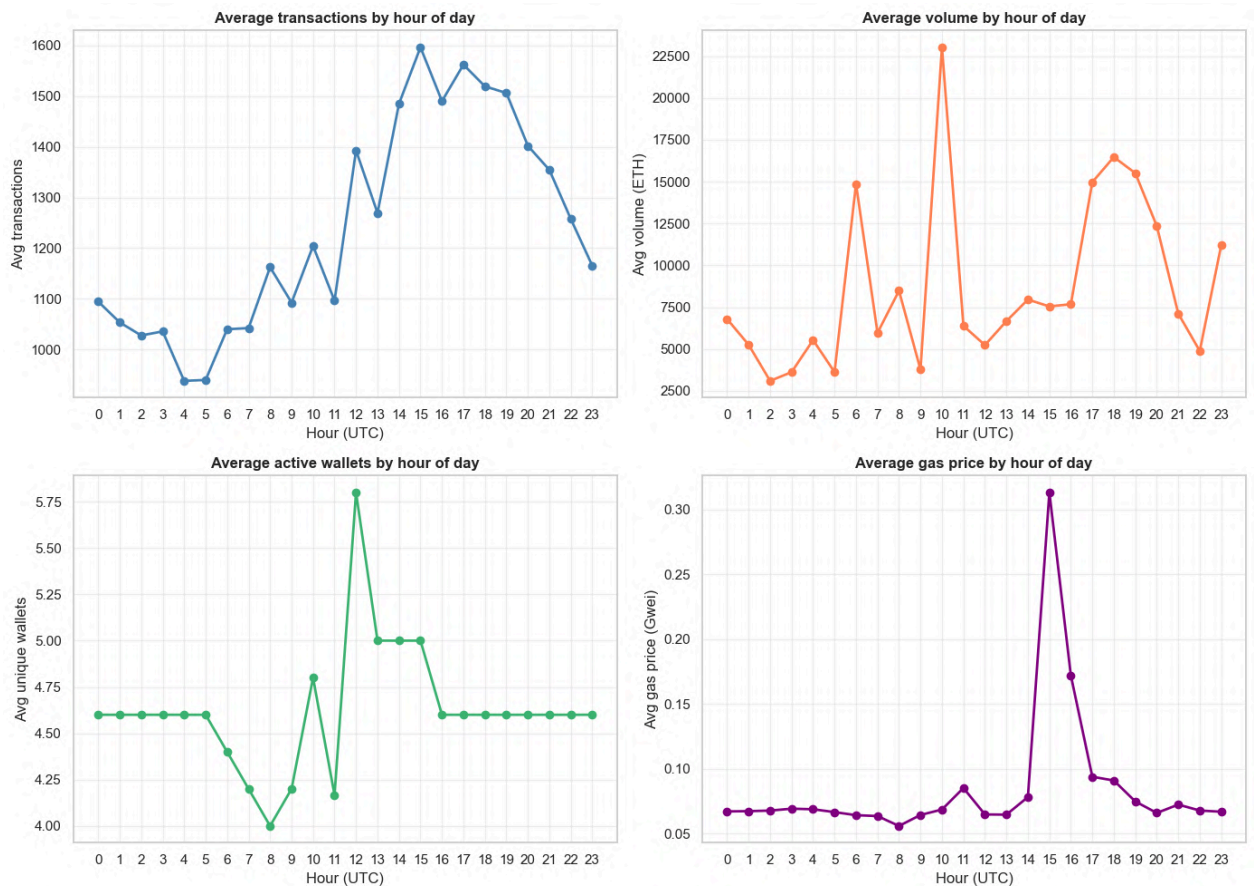 Average transactions by hour of day
1600
1500
1400
1300
1200
1100
1000
Avg transactions
0 1 2 3 4 5 6 7 8 9 10 11 12 13 14 15 16 17 18 19 20 21 22 23
Hour (UTC)
Average volume by hour of day
22500
20000
17500
15000
12500
10000
7500
5000
2500
Avg volume (ETH)
0 1 2 3 4 5 6 7 8 9 10 11 12 13 14 15 16 17 18 19 20 21 22 23
Hour (UTC)
Average active wallets by hour of day
5.75
5.50
5.25
5.00
4.75
4.50
4.25
4.00
Avg unique wallets
0 1 2 3 4 5 6 7 8 9 10 11 12 13 14 15 16 17 18 19 20 21 22 23
Hour (UTC)
Average gas price by hour of day
0.30
0.25
0.20
0.15
0.10
0.05
Avg gas price (Gwei)
0 1 2 3 4 5 6 7 8 9 10 11 12 13 14 15 16 17 18 19 20 21 22 23
Hour (UTC)